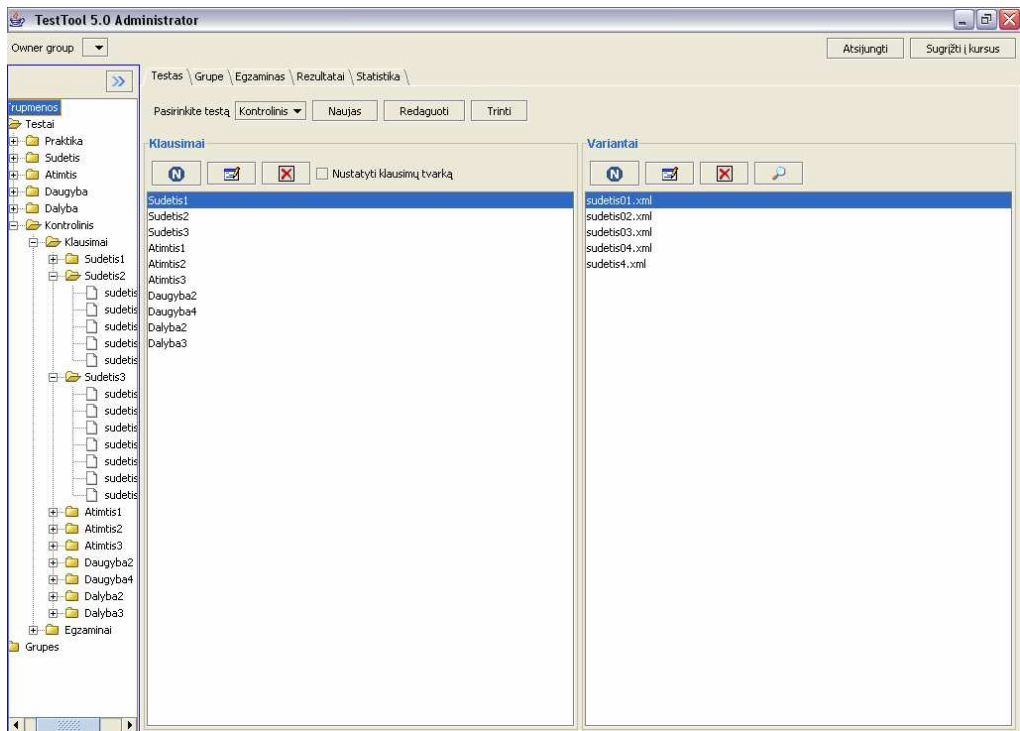 TestTool 5.0 Administrator
Owner group
Atsijungti
Sugrįžti į kursus
Trupmenos
Testai
Praktika
Sudetis
Atimtis
Daugyba
Dalyba
Kontrolinis
Klausimai
Sudetis1
Sudetis2
sudetis
sudetis
sudetis
sudetis
sudetis
Sudetis3
sudetis
sudetis
sudetis
sudetis
sudetis
sudetis
sudetis
Atimtis1
Atimtis2
Atimtis3
Daugyba2
Daugyba4
Dalyba2
Dalyba3
Egzaminai
Grupes
Testas Grupe Egzaminas Rezultatai Statistika
Pasirinkite testą Kontrolinis Naujas Redaguoti Trinti
Klausimai
N Nustatyti klausimų tvarką
Sudetis1
Sudetis2
Sudetis3
Atimtis1
Atimtis2
Atimtis3
Daugyba2
Daugyba4
Dalyba2
Dalyba3
Variantai
N
sudetis01.xml
sudetis02.xml
sudetis03.xml
sudetis04.xml
sudetis4.xml